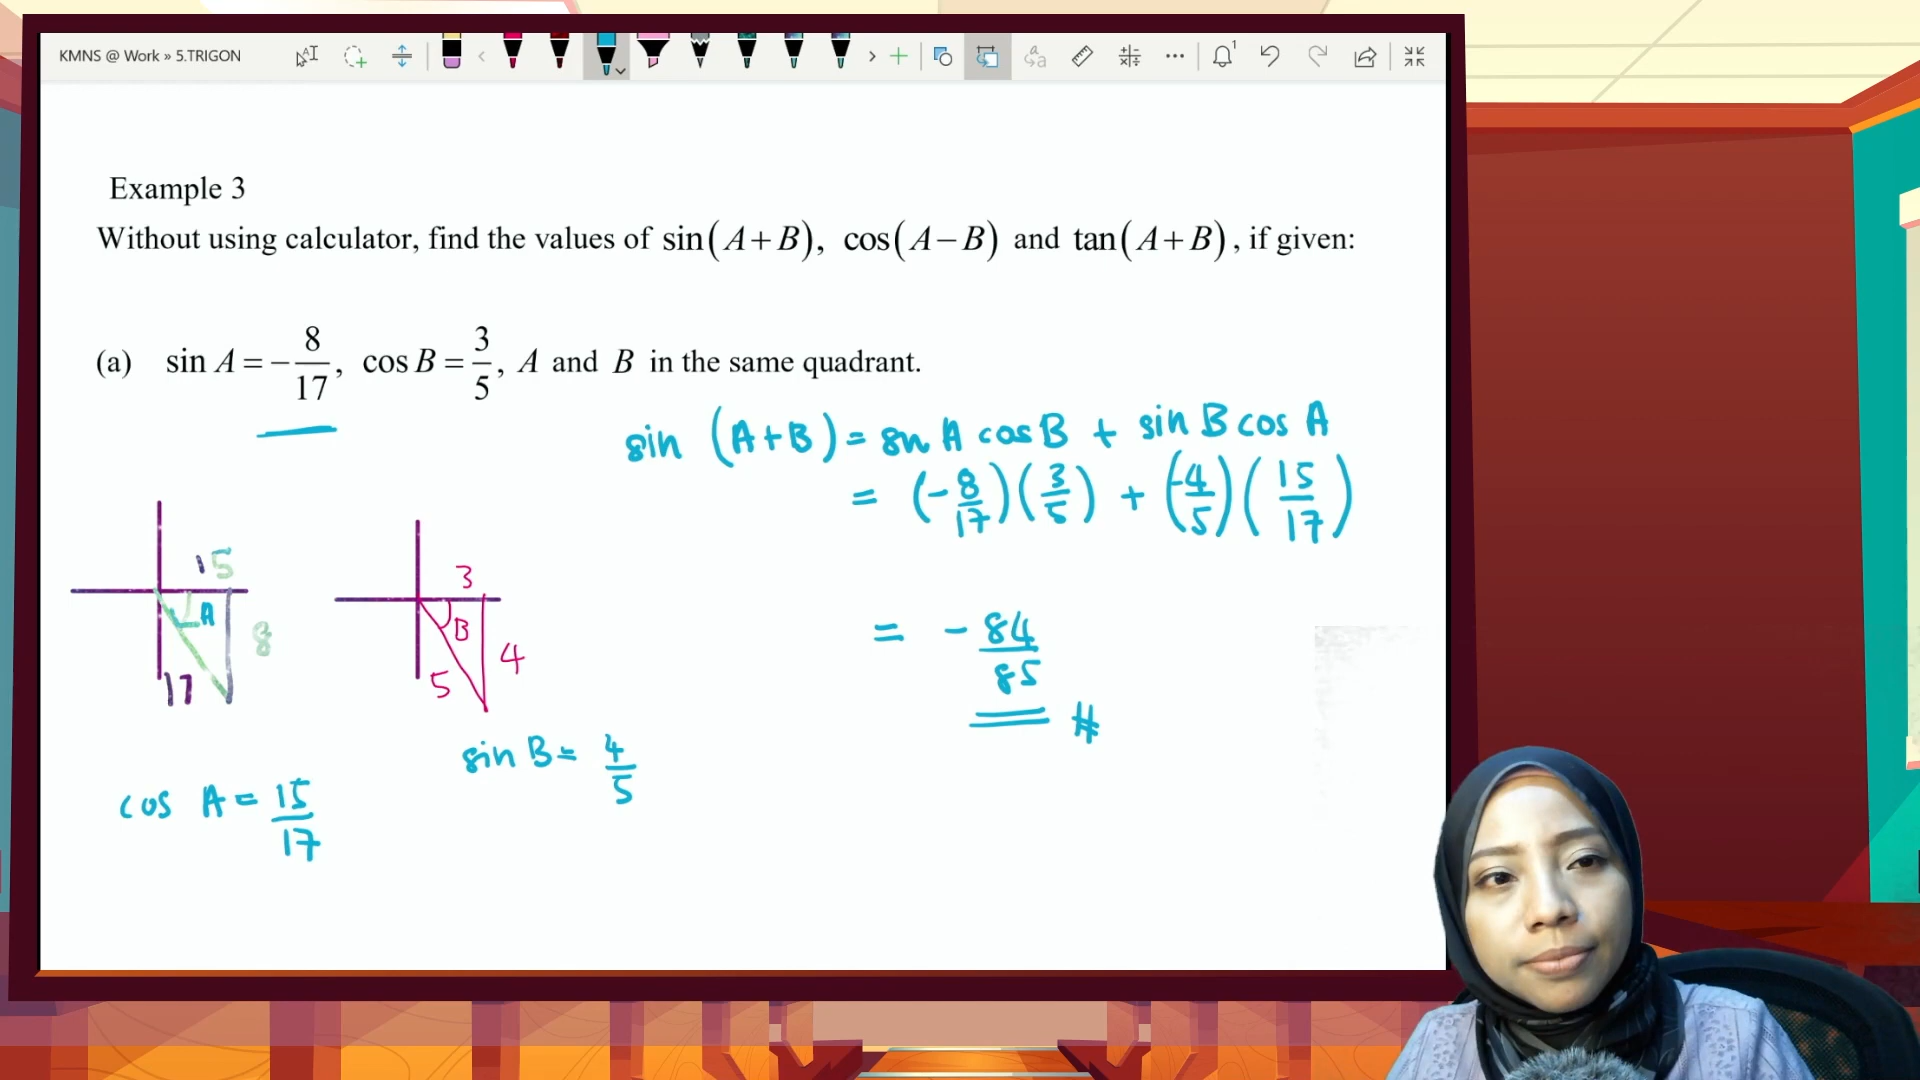 KMNS @ Work » 5.TRIGON
1
Example 3
Without using calculator, find the values of sin(A+B), cos(A−B) and tan(A+B), if given:
(a) sin A = −8/17, cos B = 3/5, A and B in the same quadrant.
sin (A+B) = sin A cos B + sin B cos A
= (−8/17)(3/5) + (−4/5)(15/17)
= −84/85 #
15
A
8
17
3
B
4
5
sin B = 4/5
cos A = 15/17